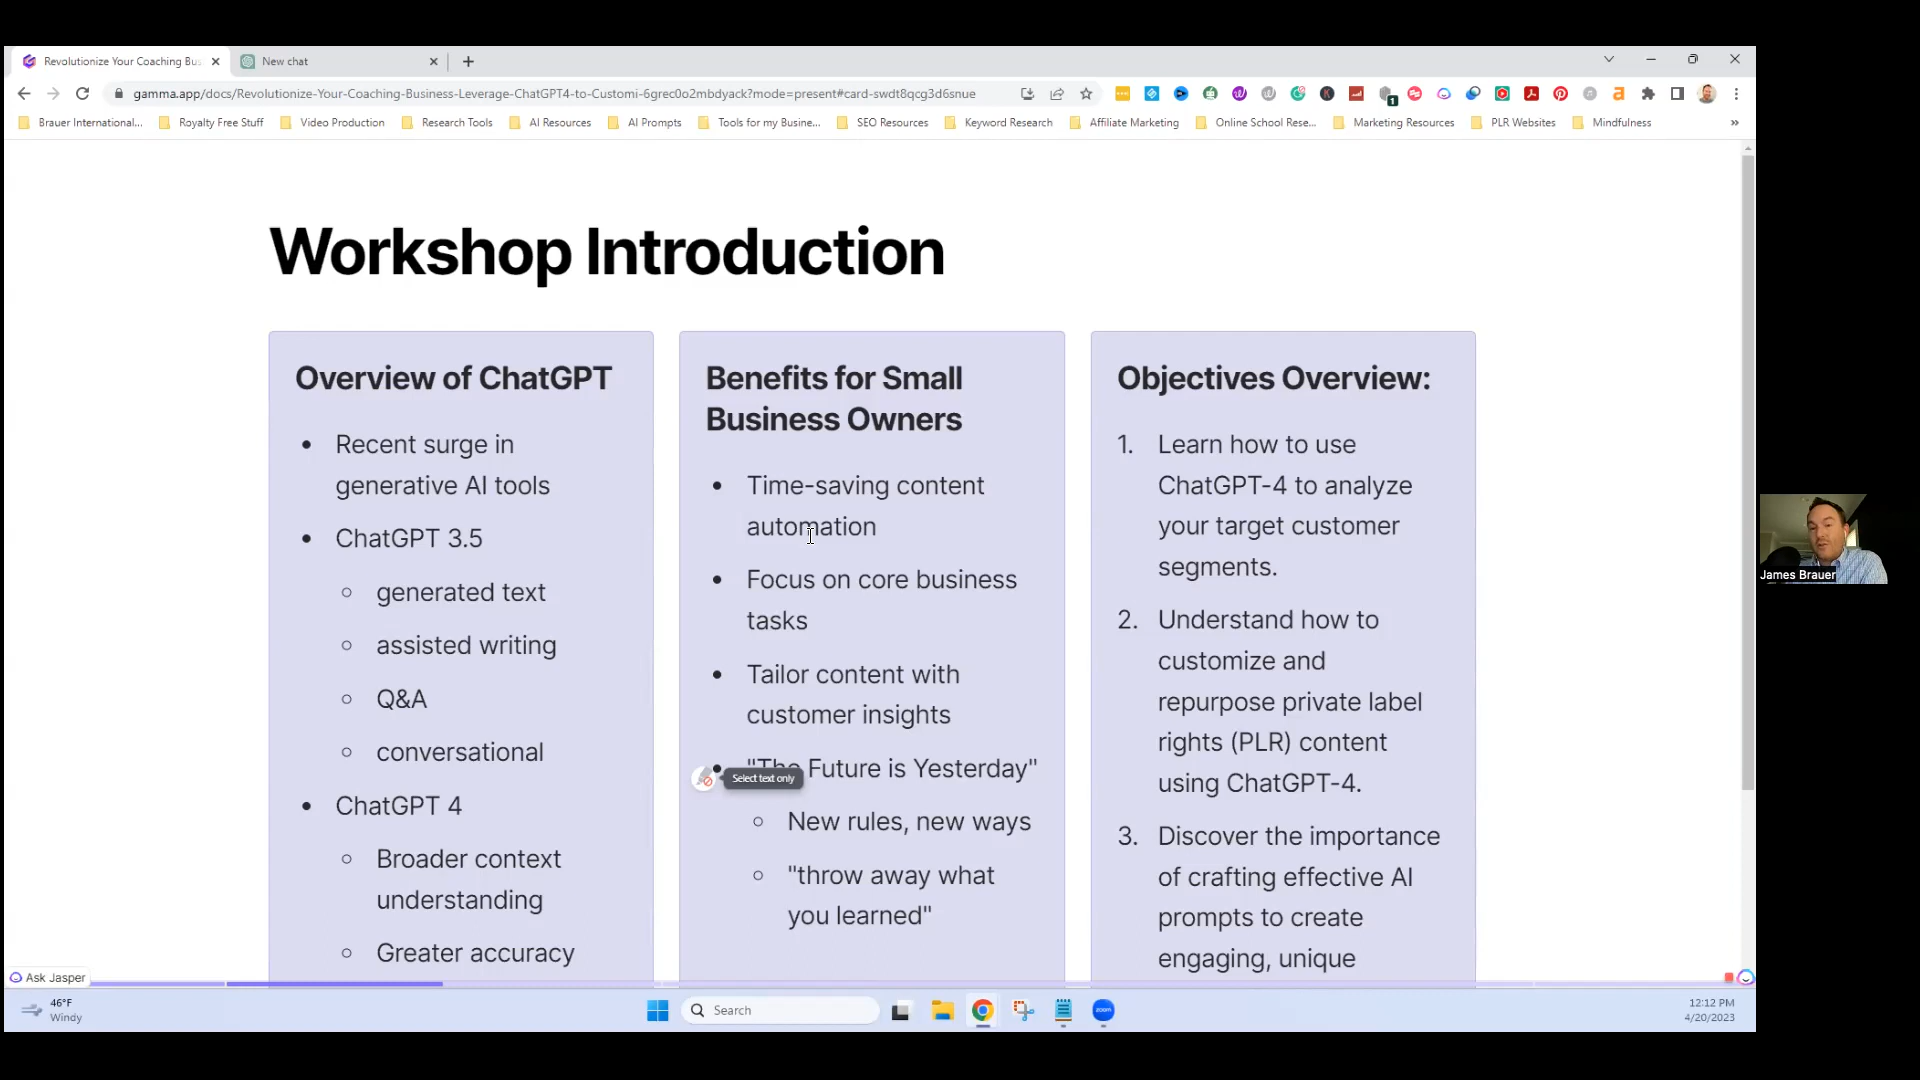 Revolutionize Your Coaching Bu
New chat
gamma.app/docs/Revolutionize-Your-Coaching-Business-Leverage-ChatGPT4-to-Customi-6grec0o2mbdyack?mode=present#card-swdt8qcg3d6snue
Brauer International... Royalty Free Stuff Video Production Research Tools AI Resources AI Prompts Tools for my Busine... SEO Resources Keyword Research Affiliate Marketing Online School Rese... Marketing Resources PLR Websites Mindfulness »
Workshop Introduction
Overview of ChatGPT
• Recent surge in
generative AI tools
• ChatGPT 3.5
○ generated text
○ assisted writing
○ Q&A
○ conversational
• ChatGPT 4
○ Broader context
understanding
○ Greater accuracy
Benefits for Small
Business Owners
• Time-saving content
automation
• Focus on core business
tasks
• Tailor content with
customer insights
• "The Future is Yesterday"
Select text only
○ New rules, new ways
○ "throw away what
you learned"
Objectives Overview:
1. Learn how to use
ChatGPT-4 to analyze
your target customer
segments.
2. Understand how to
customize and
repurpose private label
rights (PLR) content
using ChatGPT-4.
3. Discover the importance
of crafting effective AI
prompts to create
engaging, unique
James Brauer
Ask Jasper
46°F
Windy
Search
zoom
12:12 PM
4/20/2023